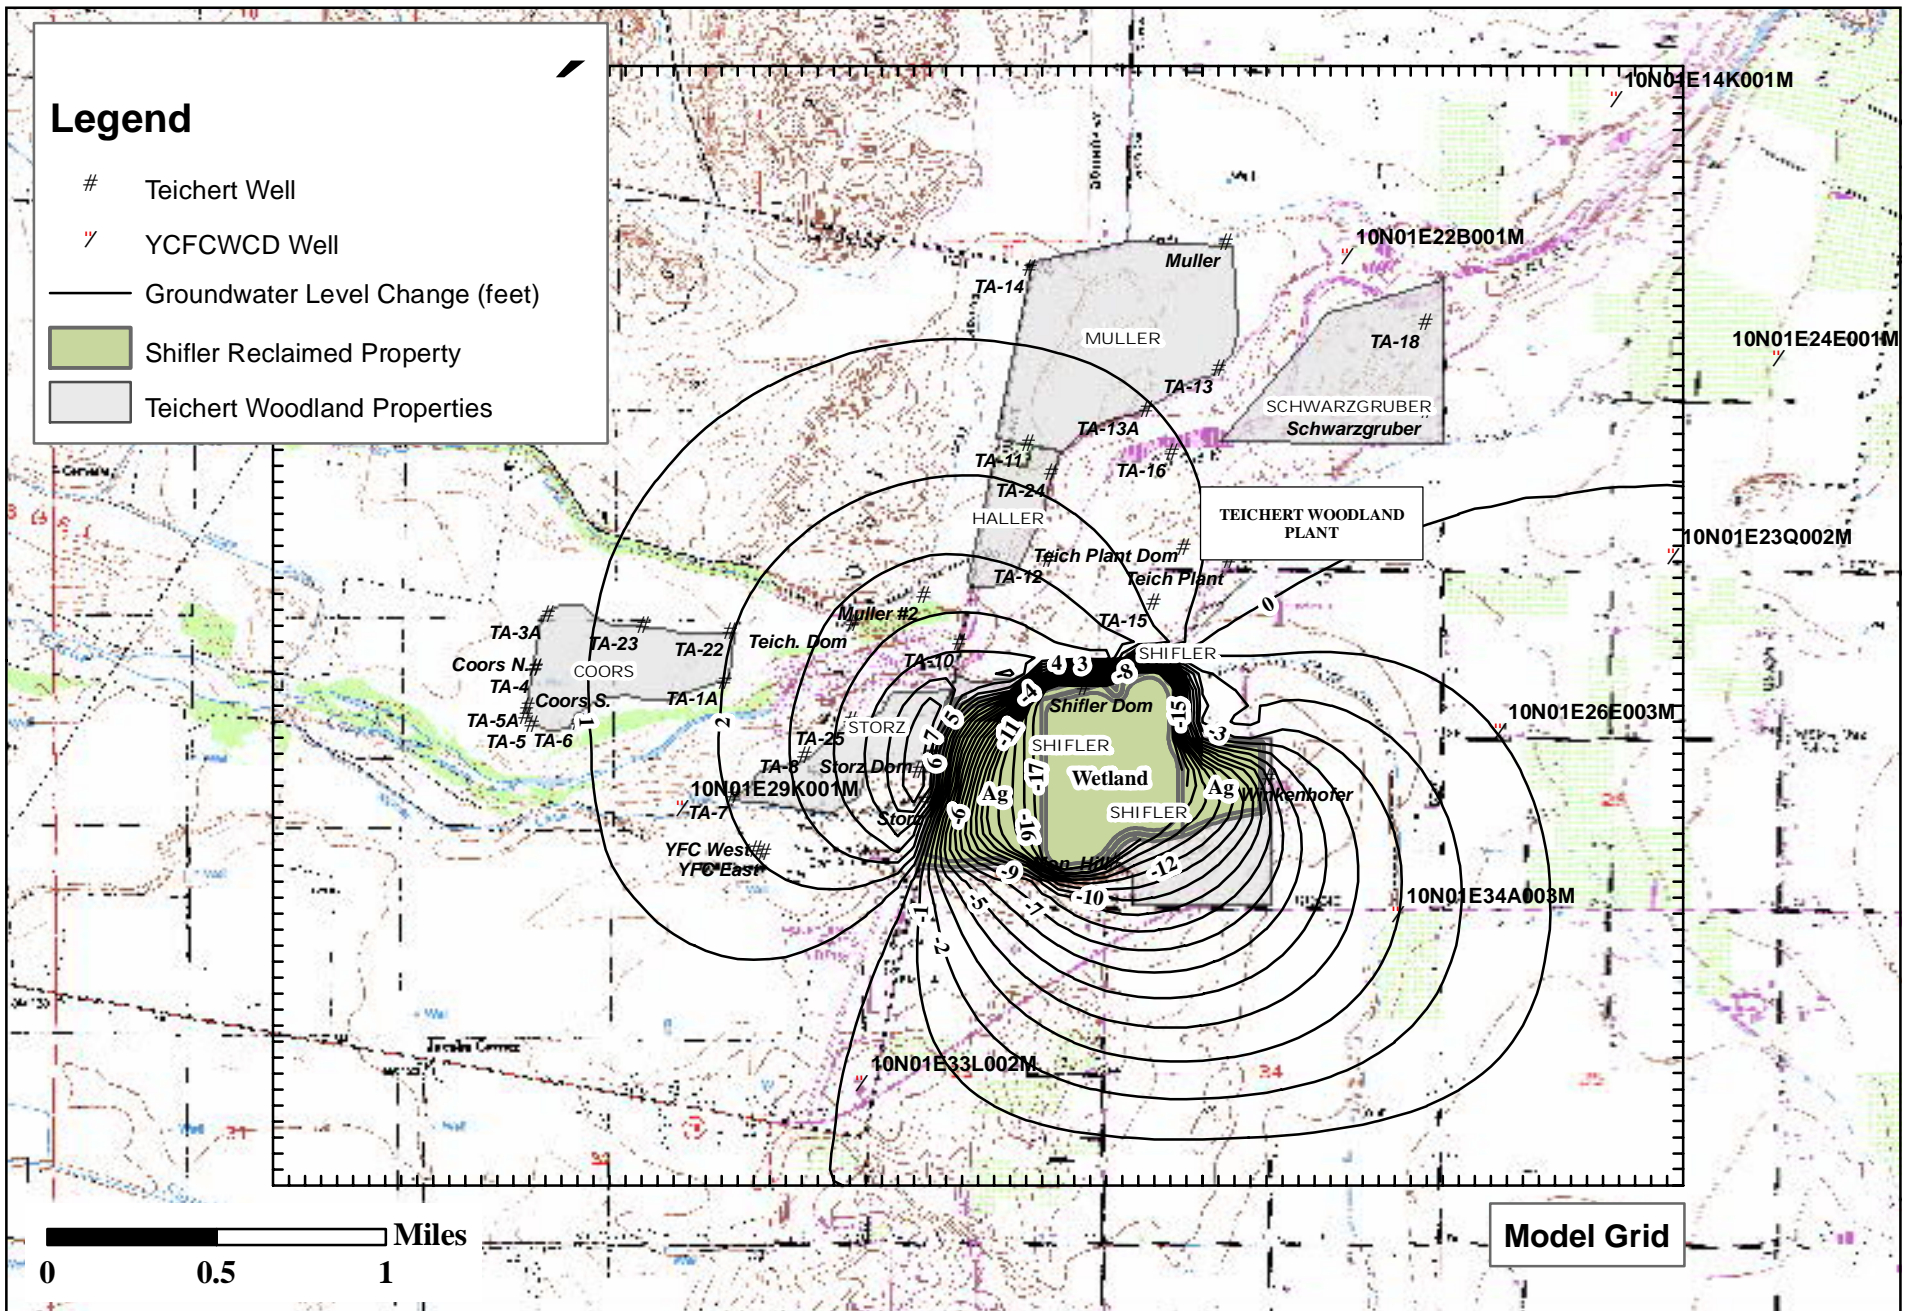 Legend
Teichert Well
YCFCWCD Well
Groundwater Level Change (feet)
Shifler Reclaimed Property
Teichert Woodland Properties
10N01E14K001M
10N01E22B001M
Muller
TA-14
MULLER
TA-18
10N01E24E001M
TA-13
SCHWARZGRUBER
Schwarzgruber
TA-13A
TA-11
TA-16
TA-24
HALLER
TEICHERT WOODLAND
PLANT
10N01E23Q002M
Teich Plant Dom
TA-12
Teich Plant
0
Muller #2
TA-15
TA-3A
TA-23
TA-22
Teich. Dom
Coors N.
COORS
TA-10
4
3
-8
SHIFLER
TA-4
Coors S.
TA-1A
-4
Shifler Dom
TA-5A
1
2
STORZ
5
-15
10N01E26E003M
TA-5
TA-6
TA-25
7
-11
SHIFLER
-3
6
TA-8
Storz Dom
-17
Wetland
10N01E29K001M
Ag
Ag
Winkenhofer
TA-7
Storz
-6
SHIFLER
-16
YFC West
YFC East
-9
-12
-10
10N01E34A003M
-1
-5
-7
-2
10N01E33L002M
34
Miles
0
0.5
1
Model Grid